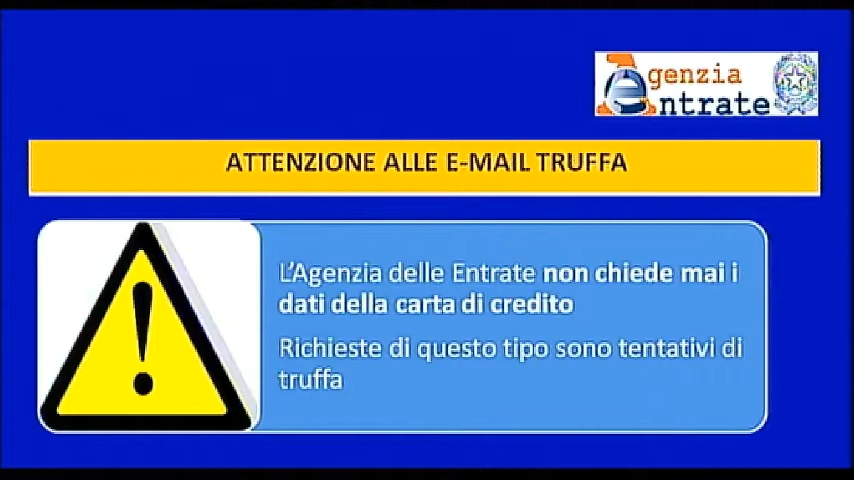 Agenzia
Entrate
ATTENZIONE ALLE E-MAIL TRUFFA
L'Agenzia delle Entrate non chiede mai i
dati della carta di credito
Richieste di questo tipo sono tentativi di
truffa